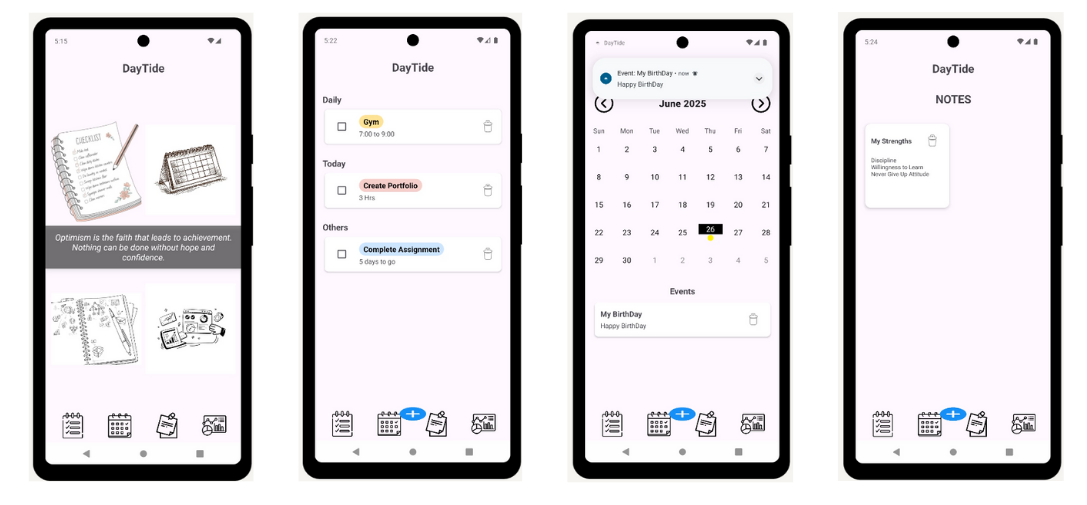 5:15
DayTide
CHECKLIST
Optimism is the faith that leads to achievement.
Nothing can be done without hope and
confidence.
5:22
DayTide
Daily
Gym
7:00 to 9:00
Today
Create Portfolio
3 Hrs
Others
Complete Assignment
5 days to go
DayTide
Event: My BirthDay • now
Happy BirthDay
June 2025
Sun Mon Tue Wed Thu Fri Sat
1 2 3 4 5 6 7
8 9 10 11 12 13 14
15 16 17 18 19 20 21
22 23 24 25 26 27 28
29 30 1 2 3 4 5
Events
My BirthDay
Happy BirthDay
5:24
DayTide
NOTES
My Strengths
Discipline
Willingness to Learn
Never Give Up Attitude